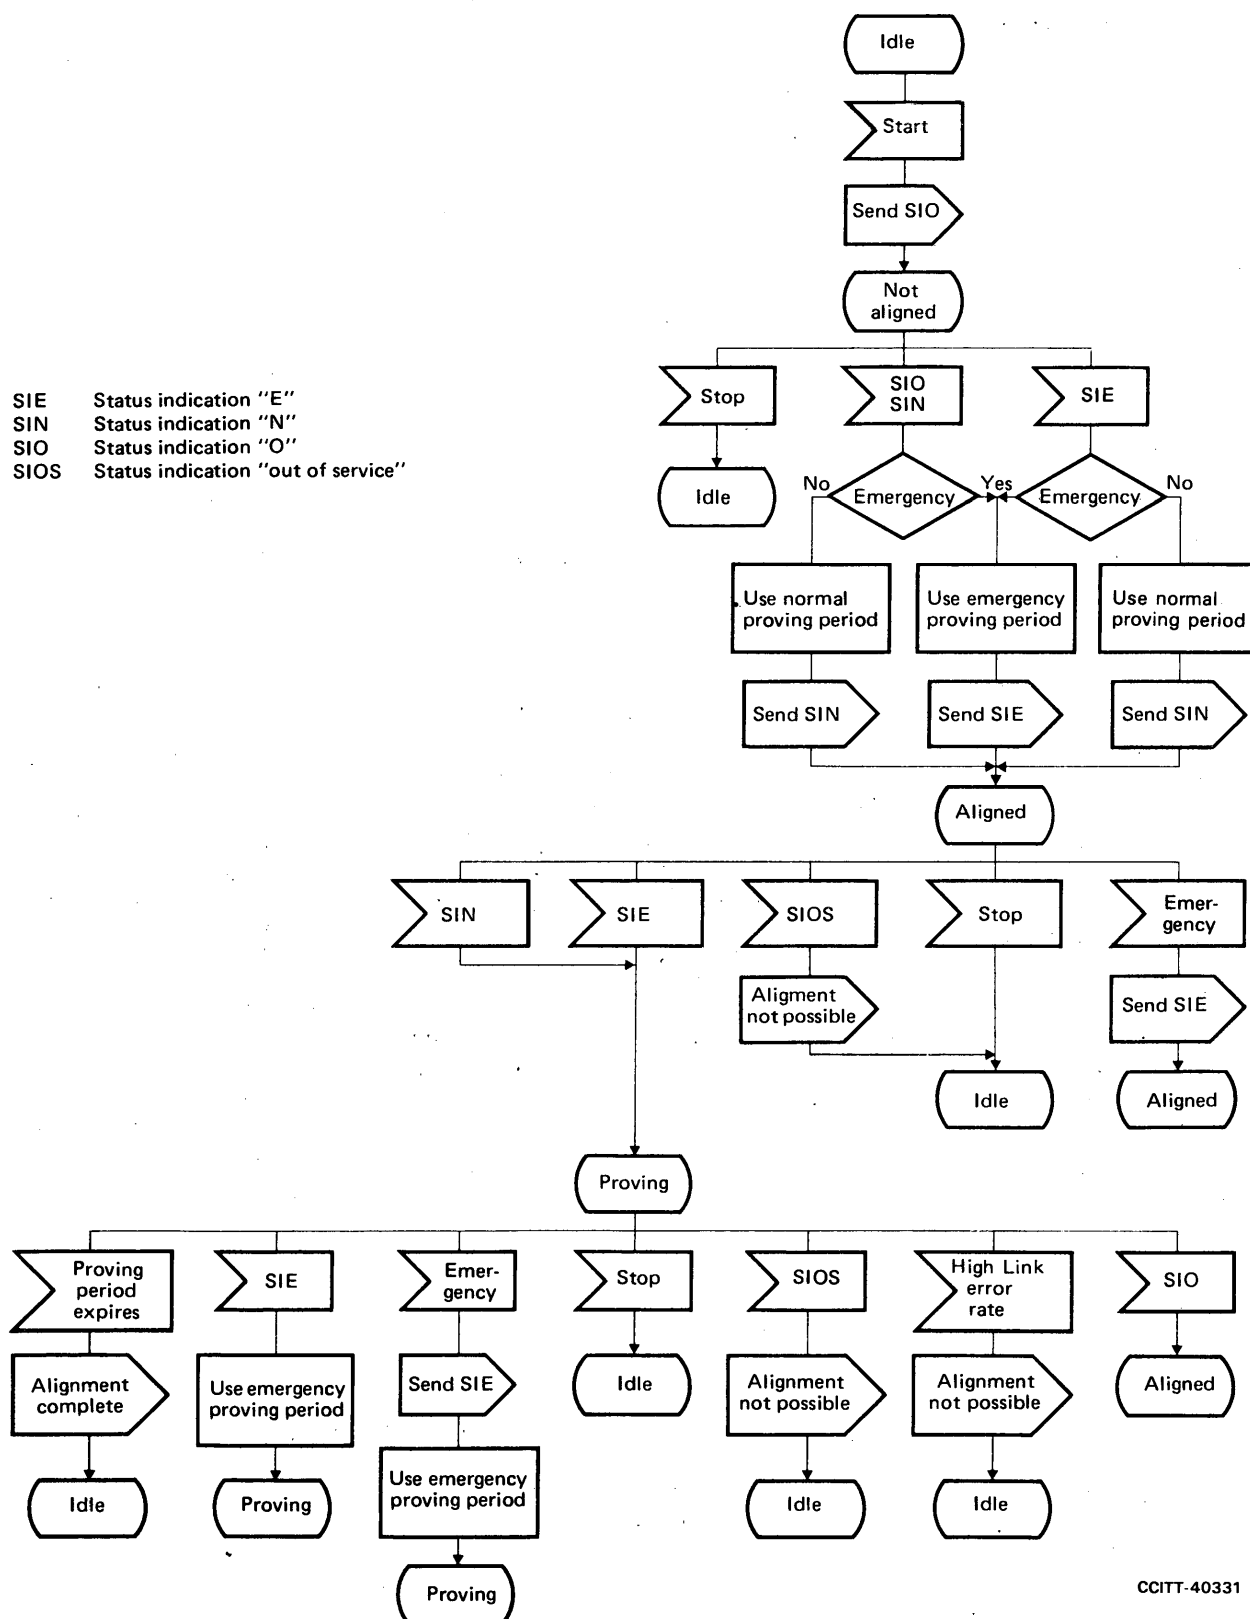 Idle
Start
Send SIO
Not
aligned
Stop
SIO
SIN
SIE
SIE Status indication "E"
SIN Status indication "N"
SIO Status indication "O"
SIOS Status indication "out of service"
Idle
No
Emergency
Yes
Emergency
No
Use normal
proving period
Use emergency
proving period
Use normal
proving period
Send SIN
Send SIE
Send SIN
Aligned
SIN
SIE
SIOS
Stop
Emer-
gency
Aligment
not possible
Send SIE
Idle
Aligned
Proving
Proving
period
expires
SIE
Emer-
gency
Stop
SIOS
High Link
error
rate
SIO
Alignment
complete
Use emergency
proving period
Send SIE
Idle
Alignment
not possible
Alignment
not possible
Aligned
Idle
Proving
Use emergency
proving period
Idle
Idle
Proving
CCITT-40331